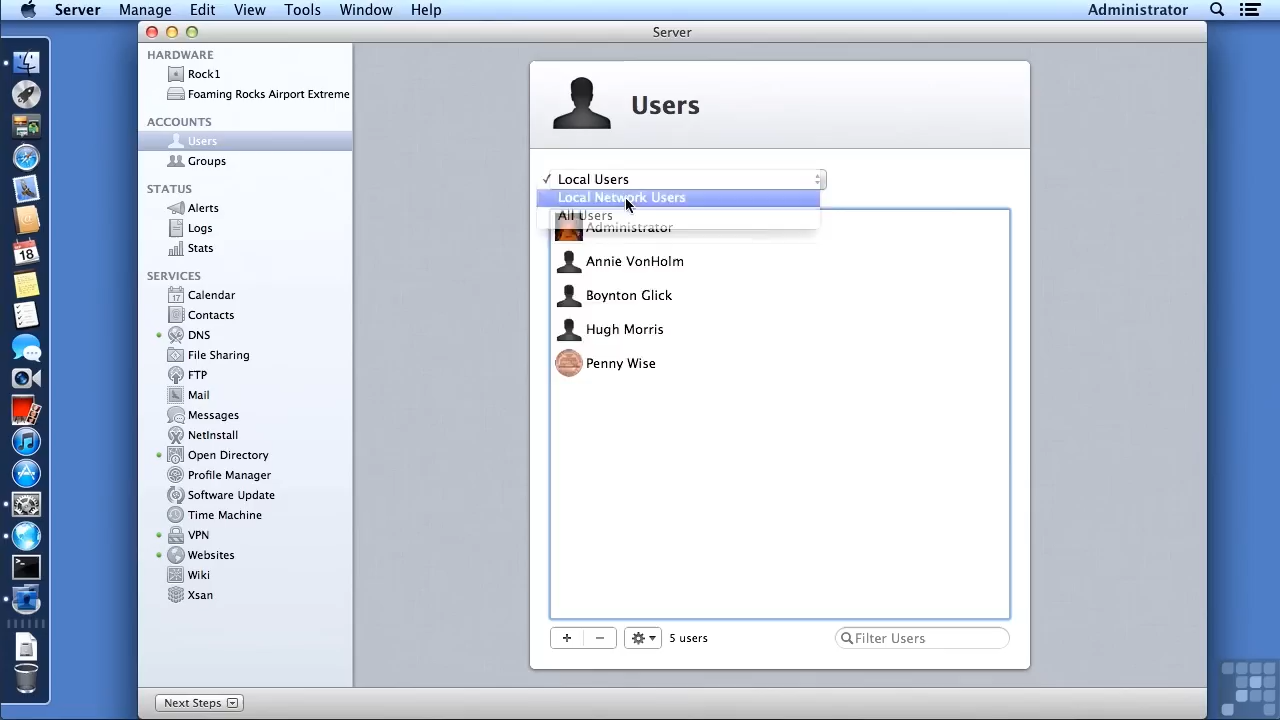 Server Manage Edit View Tools Window Help Administrator
Server
HARDWARE
Rock1
Foaming Rocks Airport Extreme
ACCOUNTS
Users
Groups
STATUS
Alerts
Logs
Stats
SERVICES
17 Calendar
Contacts
DNS
File Sharing
FTP
Mail
Messages
NetInstall
Open Directory
Profile Manager
Software Update
Time Machine
VPN
Websites
Wiki
Xsan
Users
✓ Local Users
Local Network Users
All Users
Administrator
Annie VonHolm
Boynton Glick
Hugh Morris
Penny Wise
+ − 5 users Filter Users
Next Steps
18